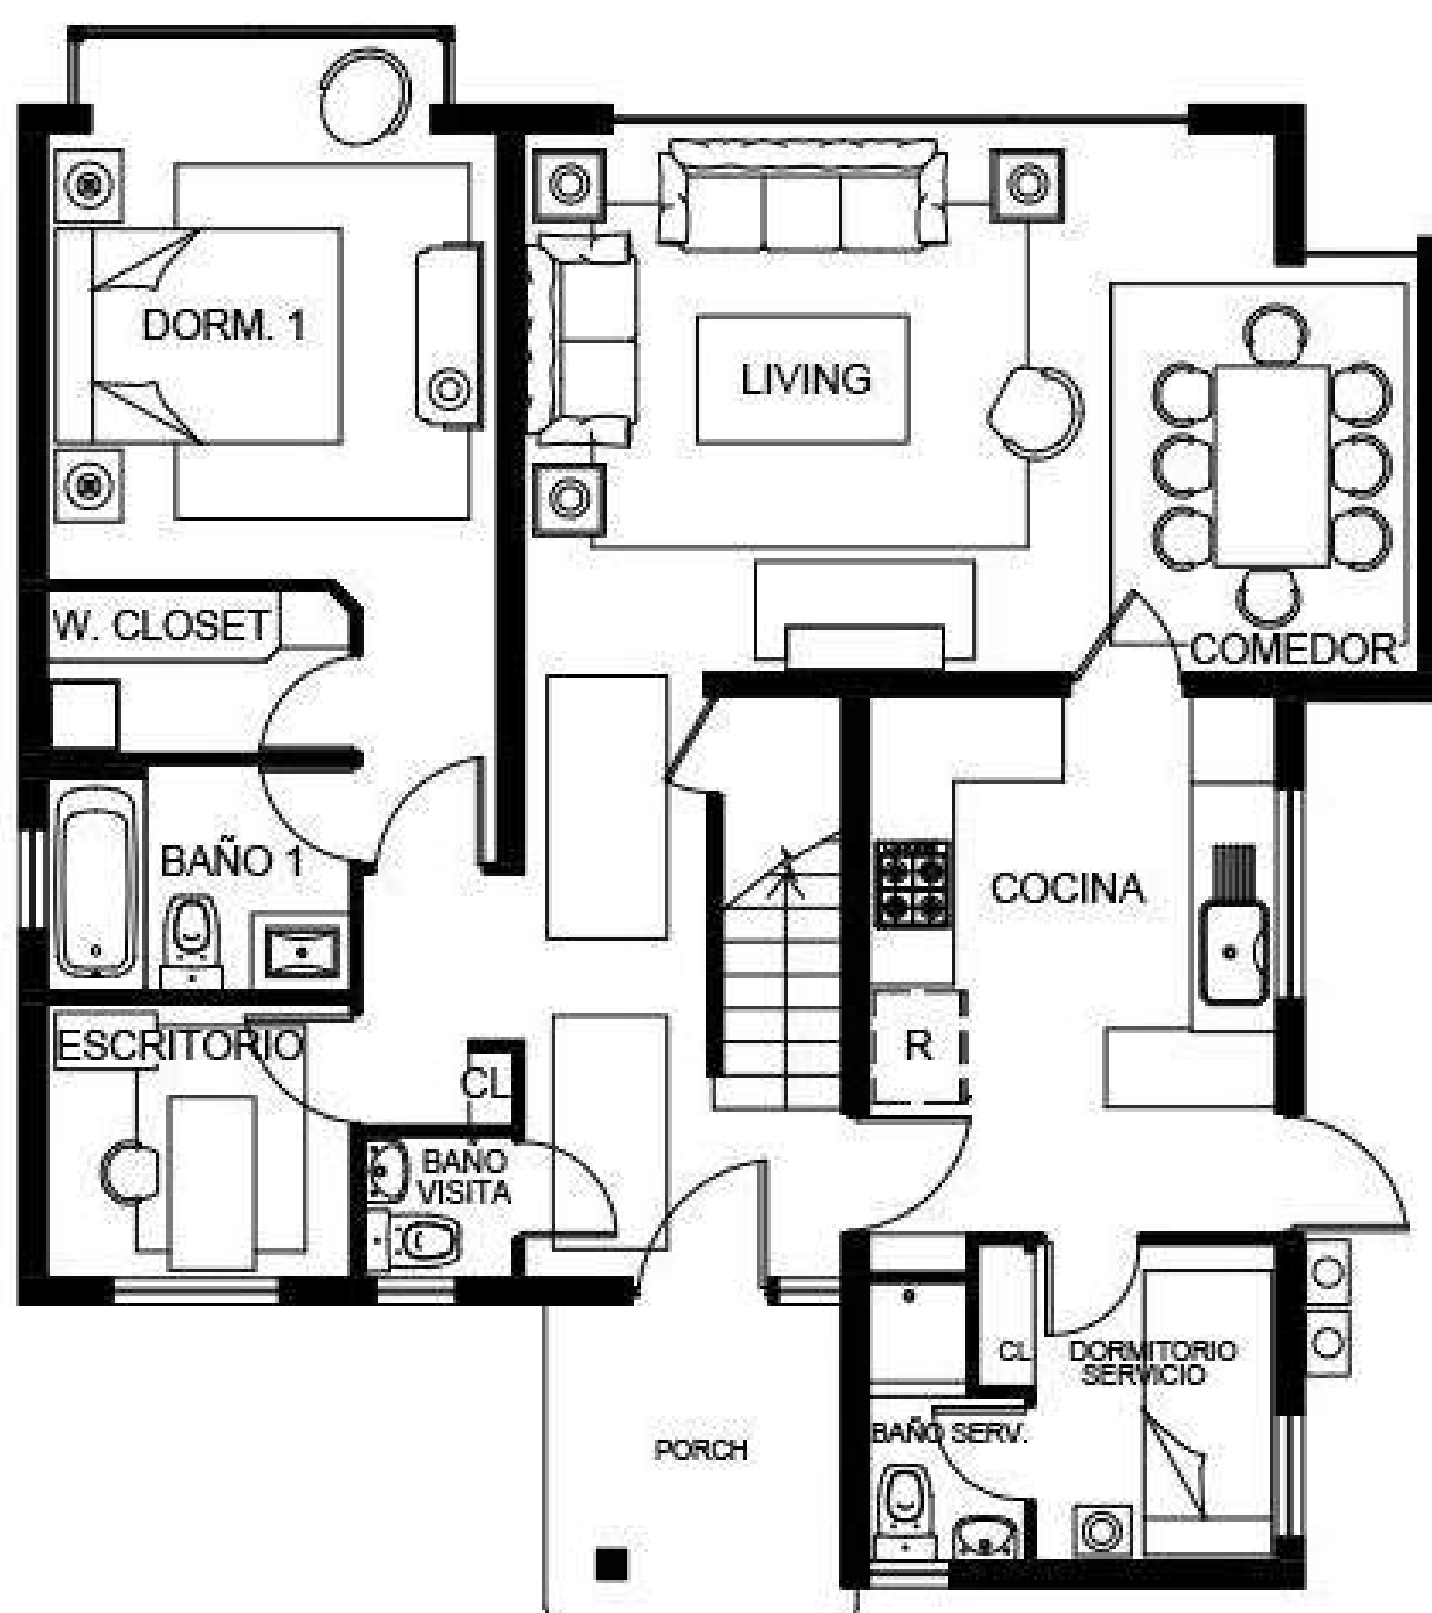 DORM. 1
LIVING
W. CLOSET
COMEDOR
BAÑO 1
COCINA
ESCRITORIO
R
CL
BAÑO
VISITA
CL
DORMITORIO
SERVICIO
BAÑO SERV.
PORCH